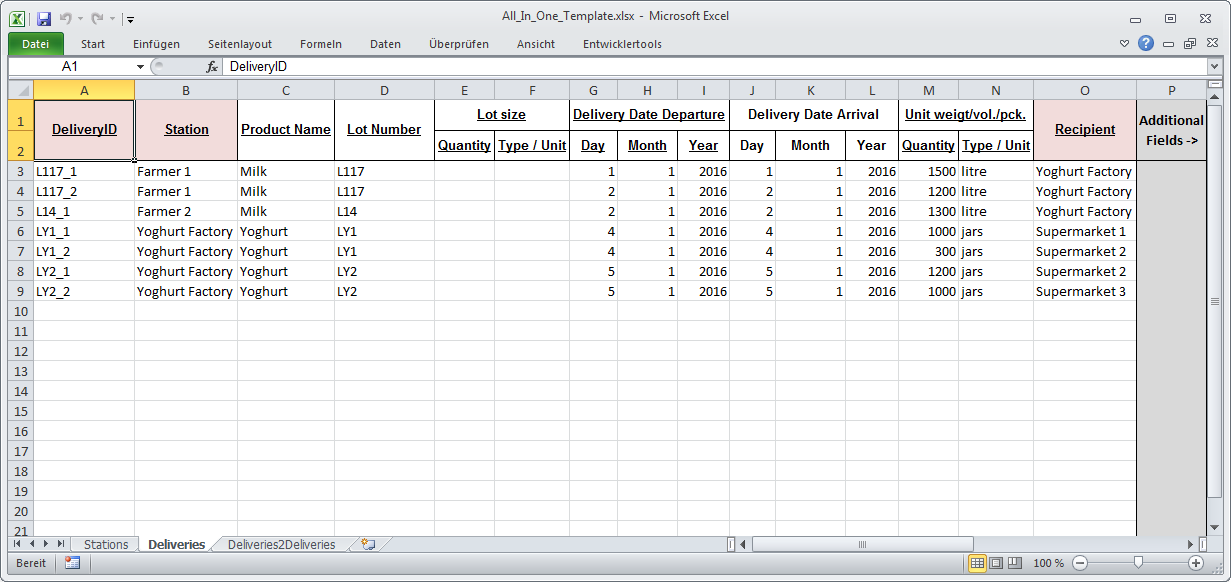 All_In_One_Template.xlsx - Microsoft Excel
Datei Start Einfügen Seitenlayout Formeln Daten Überprüfen Ansicht Entwicklertools
A1 fx DeliveryID
A B C D E F G H I J K L M N O P
1 DeliveryID Station Product Name Lot Number Lot size Delivery Date Departure Delivery Date Arrival Unit weigt/vol./pck. Recipient Additional Fields ->
2 Quantity Type / Unit Day Month Year Day Month Year Quantity Type / Unit
3 L117_1 Farmer 1 Milk L117 1 1 2016 1 1 2016 1500 litre Yoghurt Factory
4 L117_2 Farmer 1 Milk L117 2 1 2016 2 1 2016 1200 litre Yoghurt Factory
5 L14_1 Farmer 2 Milk L14 2 1 2016 2 1 2016 1300 litre Yoghurt Factory
6 LY1_1 Yoghurt Factory Yoghurt LY1 4 1 2016 4 1 2016 1000 jars Supermarket 1
7 LY1_2 Yoghurt Factory Yoghurt LY1 4 1 2016 4 1 2016 300 jars Supermarket 2
8 LY2_1 Yoghurt Factory Yoghurt LY2 5 1 2016 5 1 2016 1200 jars Supermarket 2
9 LY2_2 Yoghurt Factory Yoghurt LY2 5 1 2016 5 1 2016 1000 jars Supermarket 3
10
11
12
13
14
15
16
17
18
19
20
21
Stations Deliveries Deliveries2Deliveries
Bereit 100 %